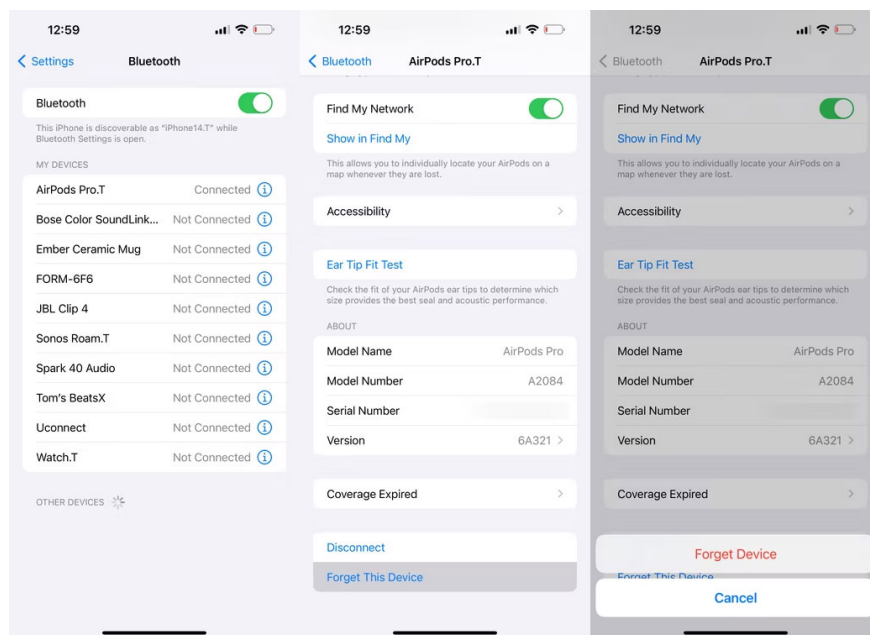 12:59
Settings
Bluetooth
Bluetooth
This iPhone is discoverable as “iPhone14.T” while
Bluetooth Settings is open.
MY DEVICES
AirPods Pro.T Connected
Bose Color SoundLink... Not Connected
Ember Ceramic Mug Not Connected
FORM-6F6 Not Connected
JBL Clip 4 Not Connected
Sonos Roam.T Not Connected
Spark 40 Audio Not Connected
Tom's BeatsX Not Connected
Uconnect Not Connected
Watch.T Not Connected
OTHER DEVICES
12:59
Bluetooth
AirPods Pro.T
Find My Network
Show in Find My
This allows you to individually locate your AirPods on a
map whenever they are lost.
Accessibility
Ear Tip Fit Test
Check the fit of your AirPods ear tips to determine which
size provides the best seal and acoustic performance.
ABOUT
Model Name AirPods Pro
Model Number A2084
Serial Number
Version 6A321
Coverage Expired
Disconnect
Forget This Device
12:59
Bluetooth
AirPods Pro.T
Find My Network
Show in Find My
This allows you to individually locate your AirPods on a
map whenever they are lost.
Accessibility
Ear Tip Fit Test
Check the fit of your AirPods ear tips to determine which
size provides the best seal and acoustic performance.
ABOUT
Model Name AirPods Pro
Model Number A2084
Serial Number
Version 6A321
Coverage Expired
Forget Device
Forget This Device
Cancel